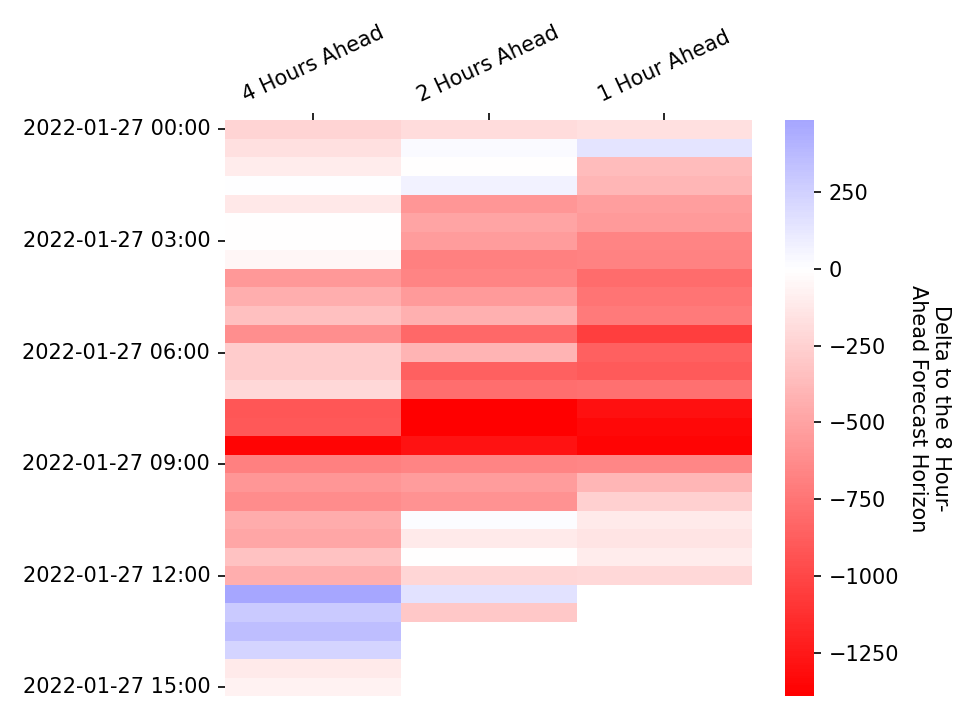 4 Hours Ahead
2 Hours Ahead
1 Hour Ahead
2022-01-27 00:00
2022-01-27 03:00
2022-01-27 06:00
2022-01-27 09:00
2022-01-27 12:00
2022-01-27 15:00
250
0
−250
−500
−750
−1000
−1250
Delta to the 8 Hour-
Ahead Forecast Horizon